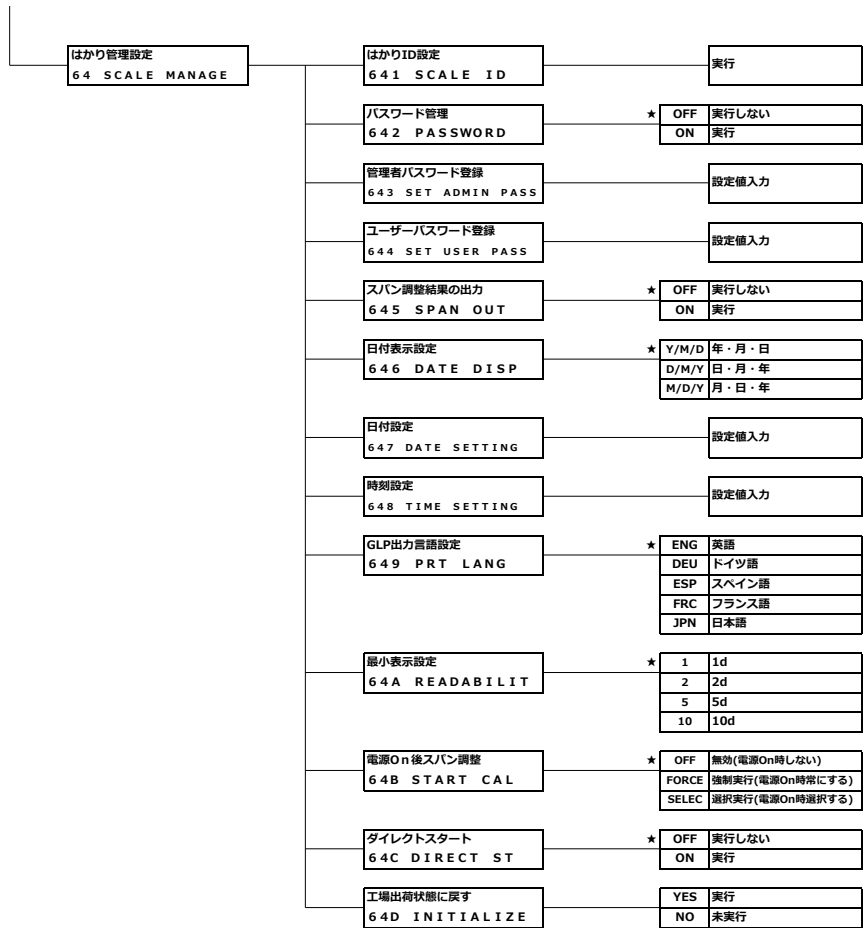 はかり管理設定
64 SCALE MANAGE
はかりID設定
641 SCALE ID
実行
パスワード管理
642 PASSWORD
★ OFF 実行しない
ON 実行
管理者パスワード登録
643 SET ADMIN PASS
設定値入力
ユーザーパスワード登録
644 SET USER PASS
設定値入力
スパン調整結果の出力
645 SPAN OUT
★ OFF 実行しない
ON 実行
日付表示設定
646 DATE DISP
★ Y/M/D 年・月・日
D/M/Y 日・月・年
M/D/Y 月・日・年
日付設定
647 DATE SETTING
設定値入力
時刻設定
648 TIME SETTING
設定値入力
GLP出力言語設定
649 PRT LANG
★ ENG 英語
DEU ドイツ語
ESP スペイン語
FRC フランス語
JPN 日本語
最小表示設定
64A READABILIT
★ 1 1d
2 2d
5 5d
10 10d
電源On後スパン調整
64B START CAL
★ OFF 無効(電源On時しない)
FORCE 強制実行(電源On時常にする)
SELEC 選択実行(電源On時選択する)
ダイレクトスタート
64C DIRECT ST
★ OFF 実行しない
ON 実行
工場出荷状態に戻す
64D INITIALIZE
YES 実行
NO 未実行